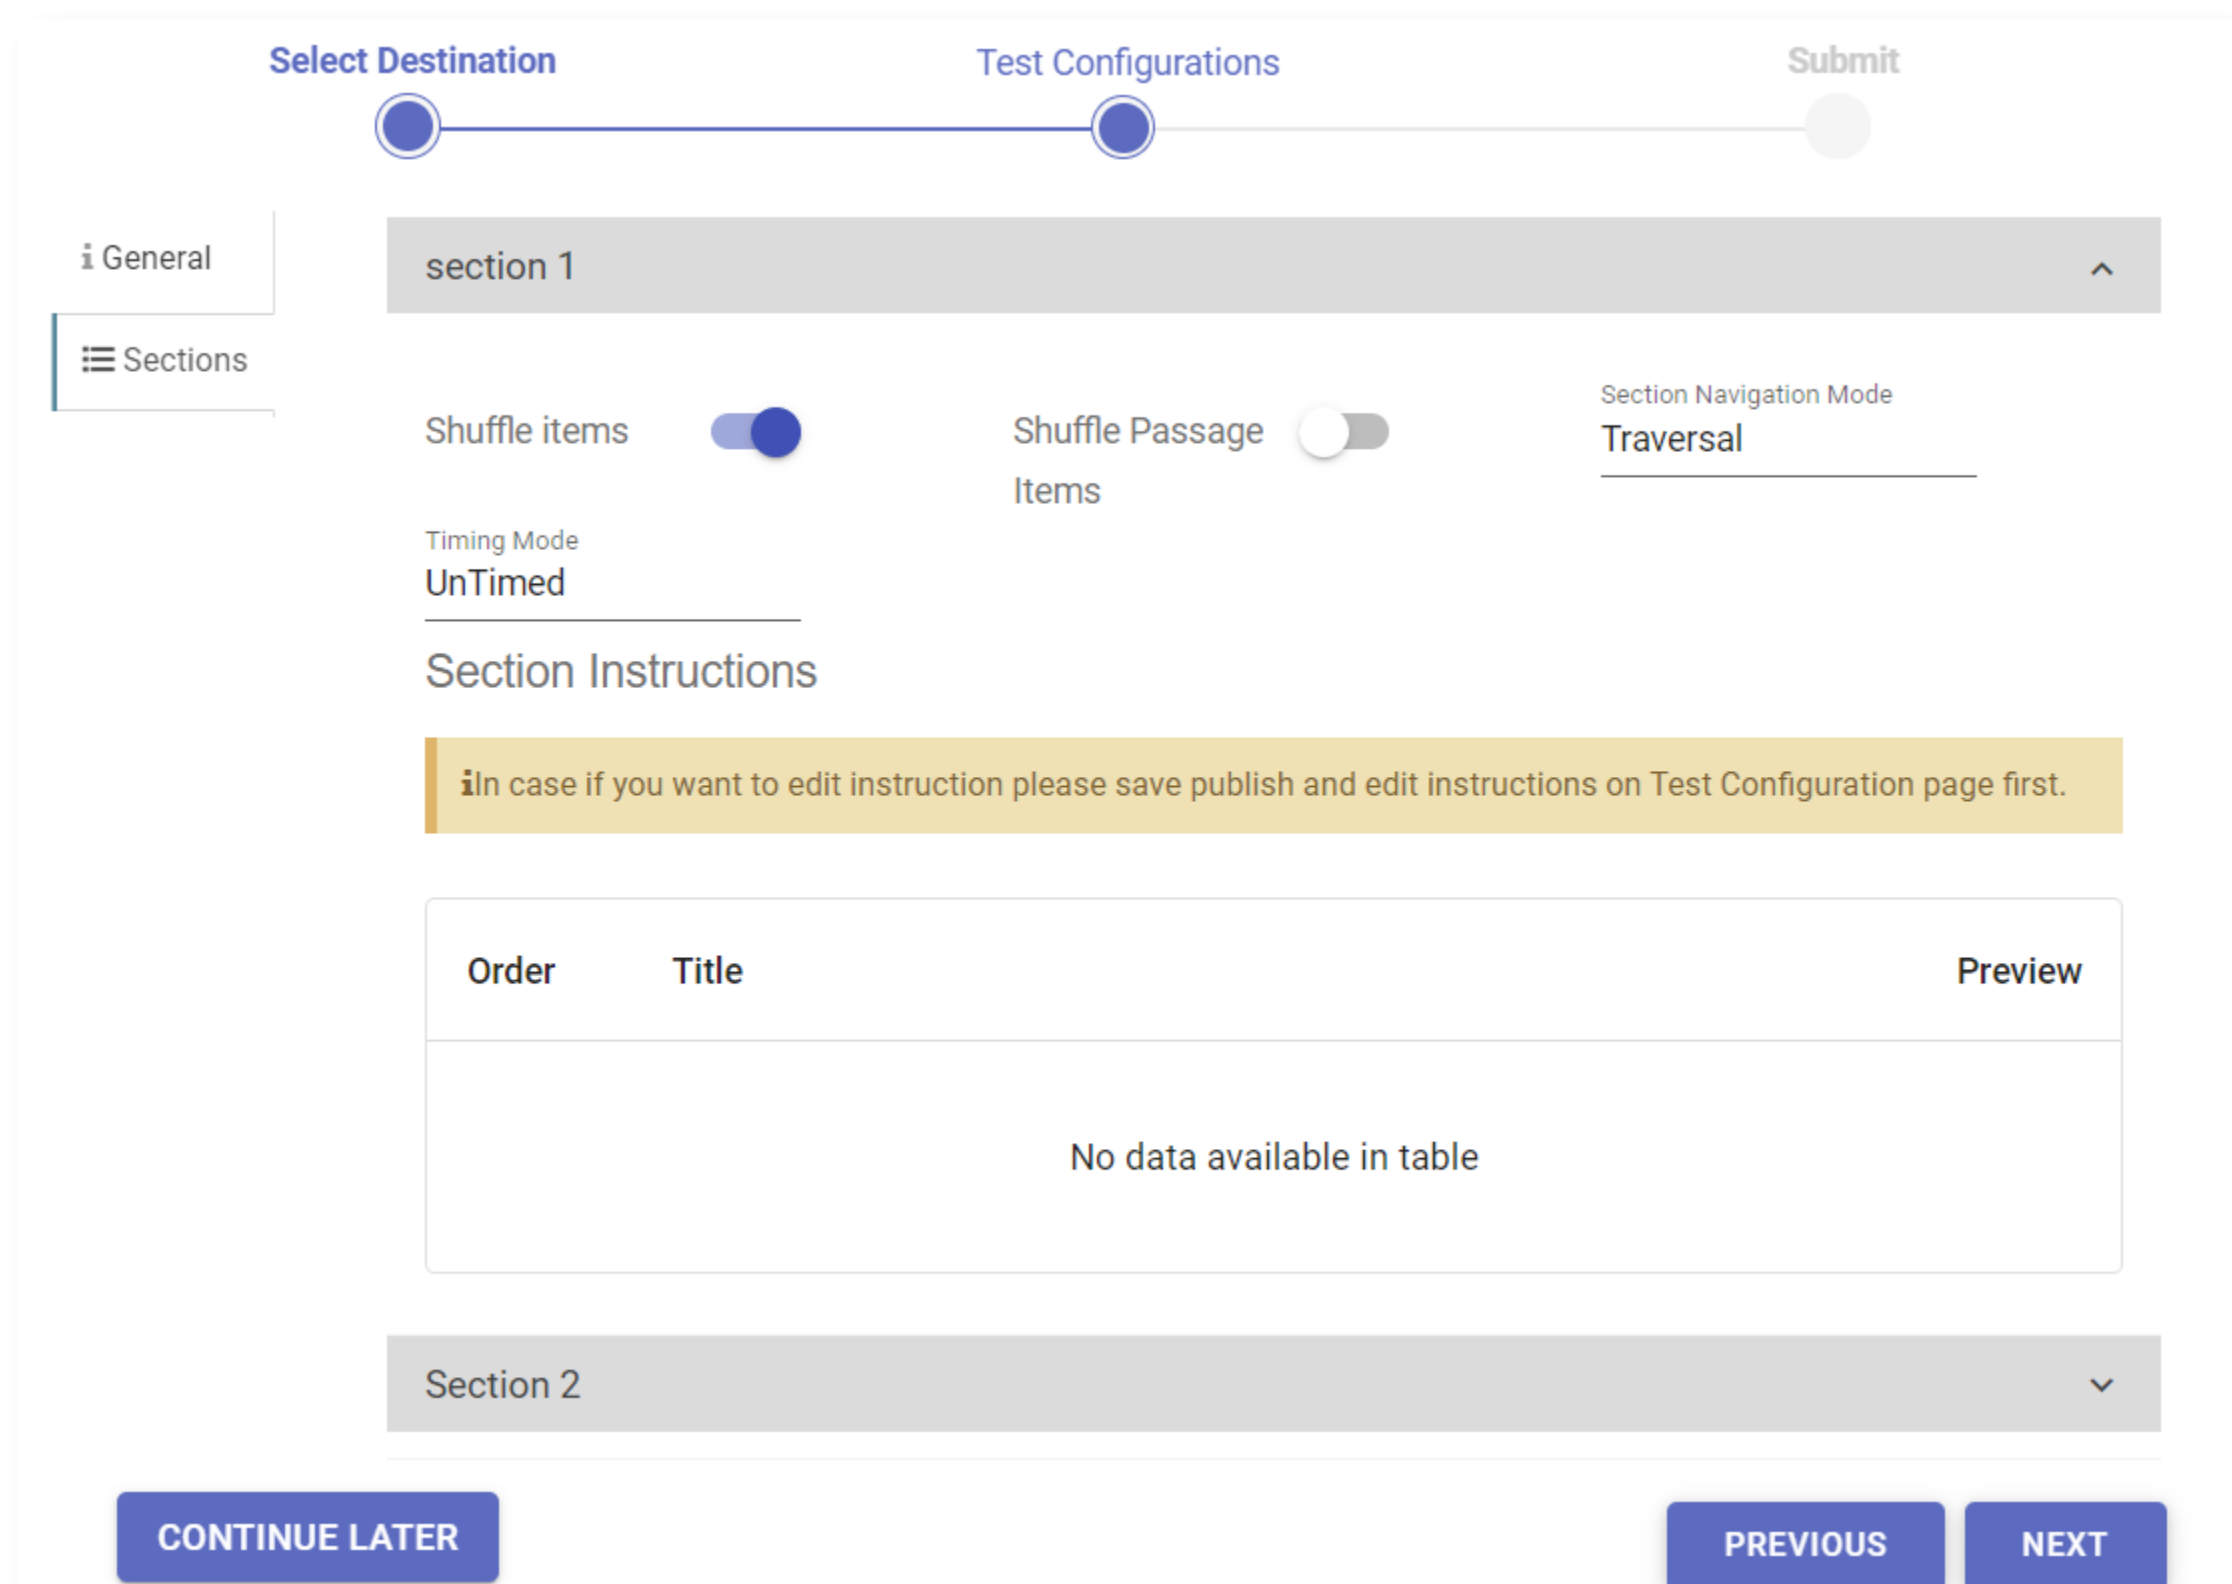 Select Destination
Test Configurations
Submit
General
Sections
section 1
Shuffle items
Shuffle Passage
Items
Section Navigation Mode
Traversal
Timing Mode
UnTimed
Section Instructions
In case if you want to edit instruction please save publish and edit instructions on Test Configuration page first.
Order Title Preview
No data available in table
Section 2
CONTINUE LATER
PREVIOUS
NEXT